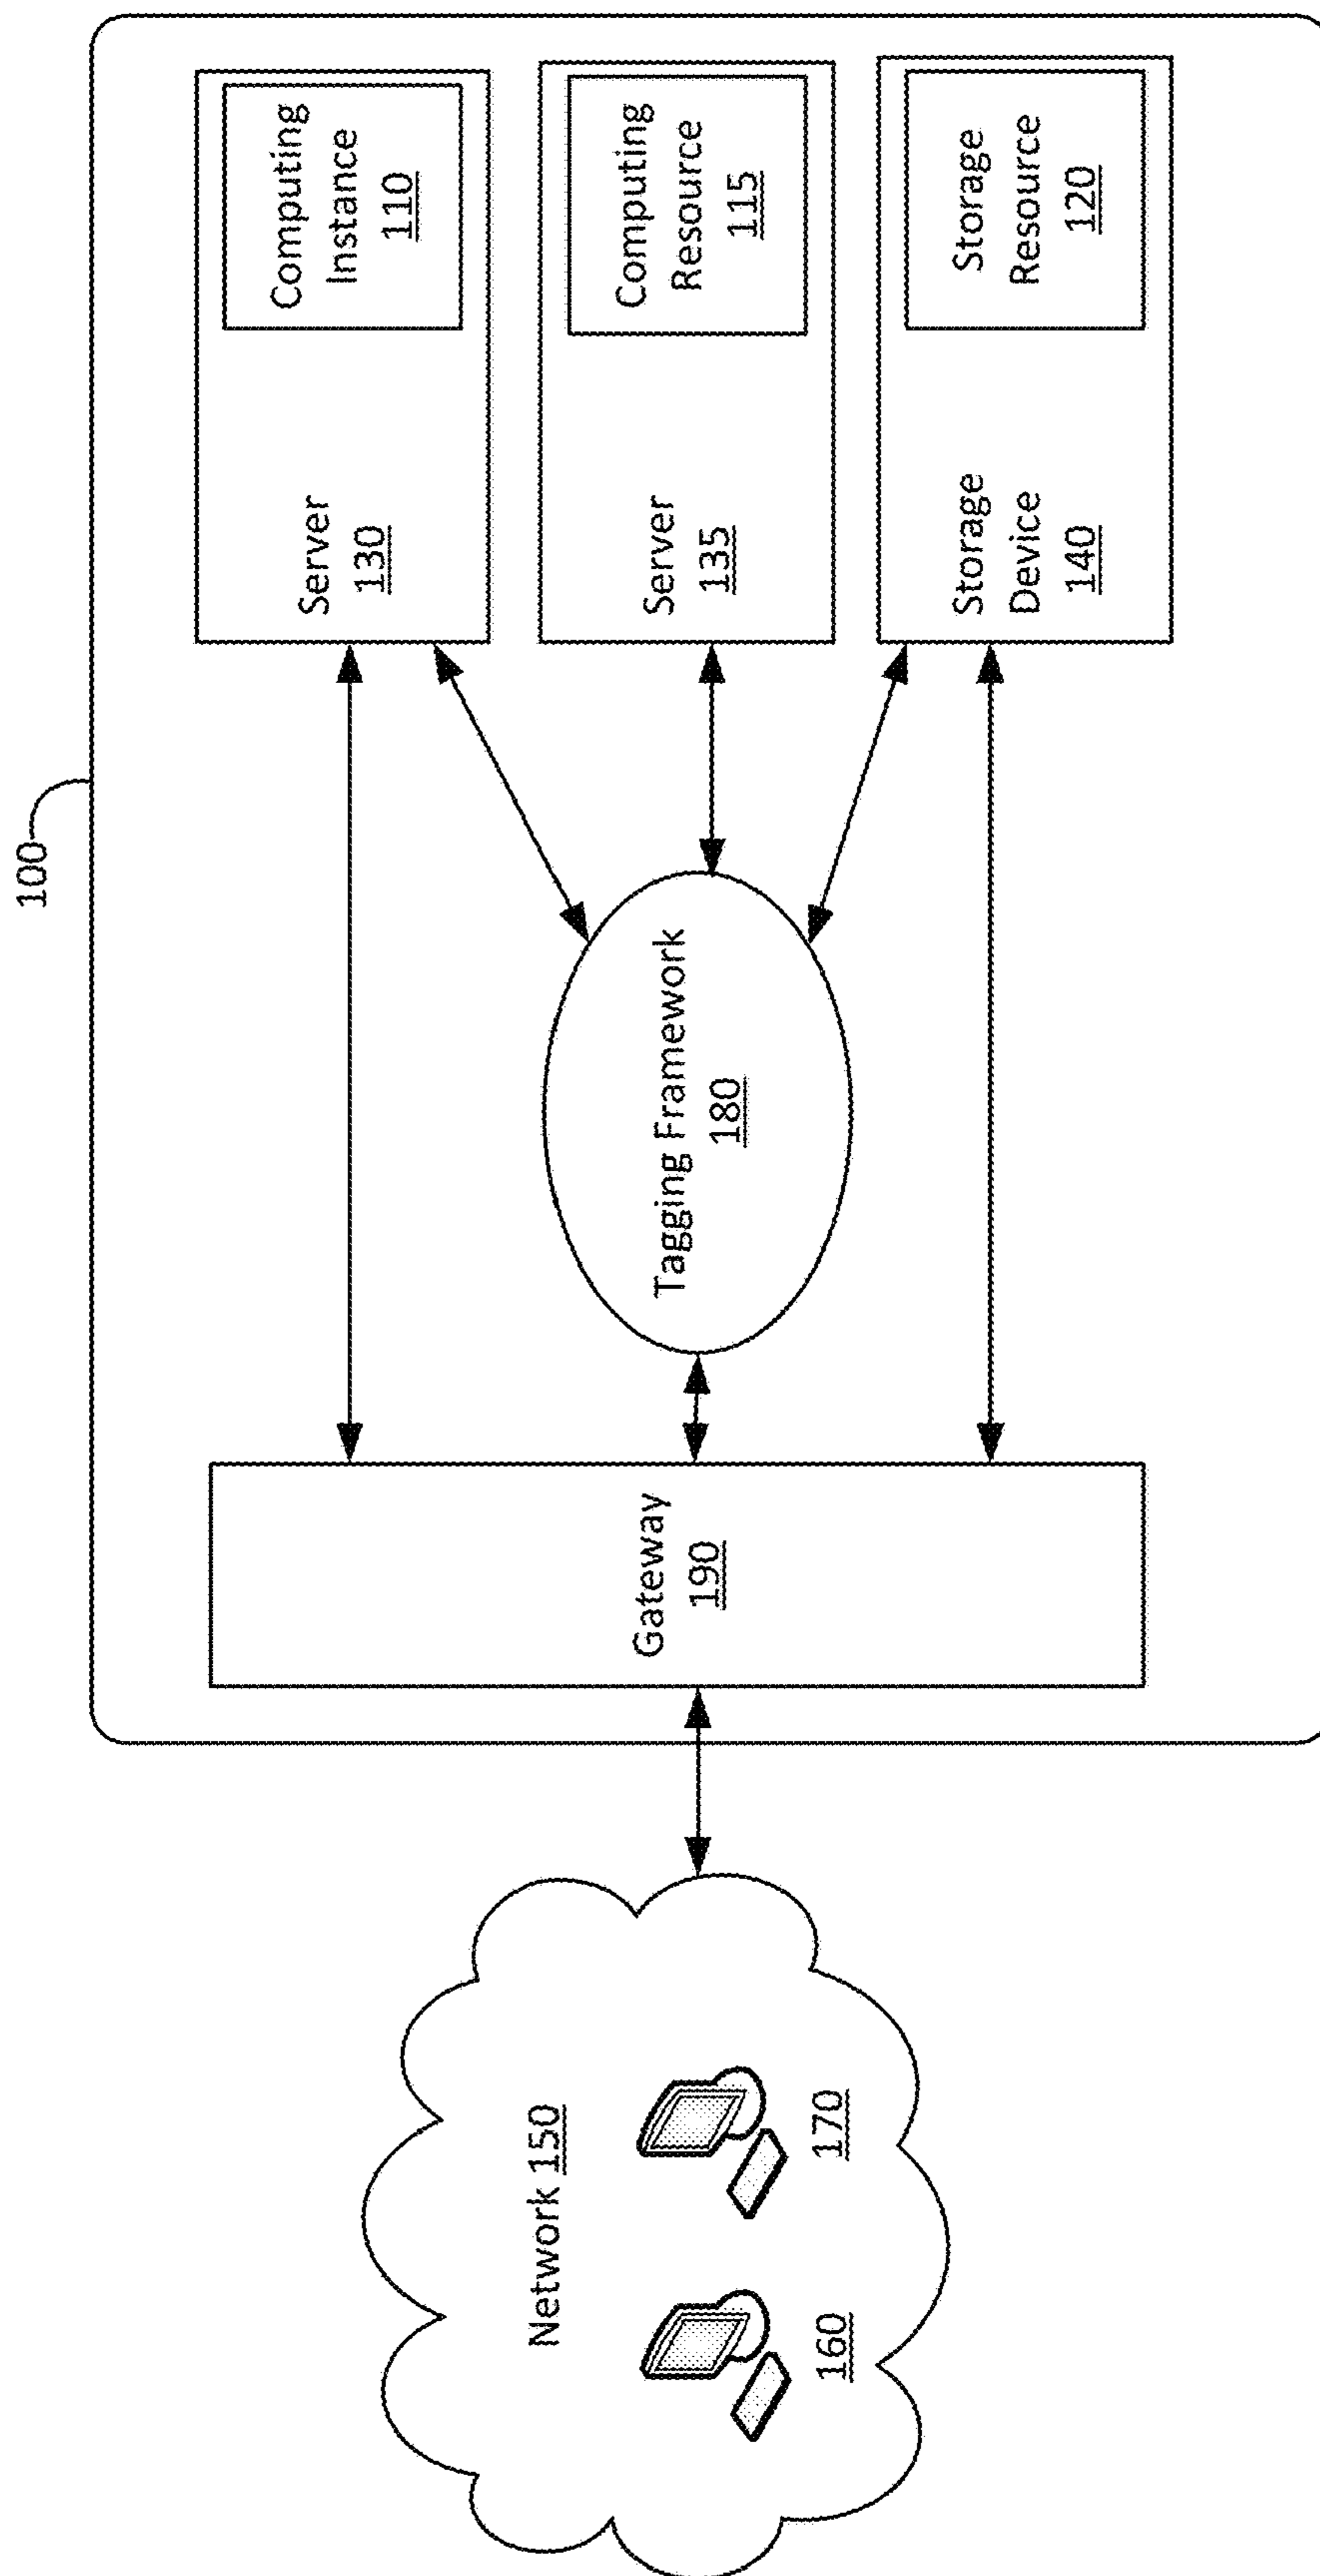 100
Computing
Instance
110
Server
130
Computing
Resource
115
Server
135
Storage
Resource
120
Storage
Device
140
Tagging Framework
180
Gateway
190
Network 150
160
170